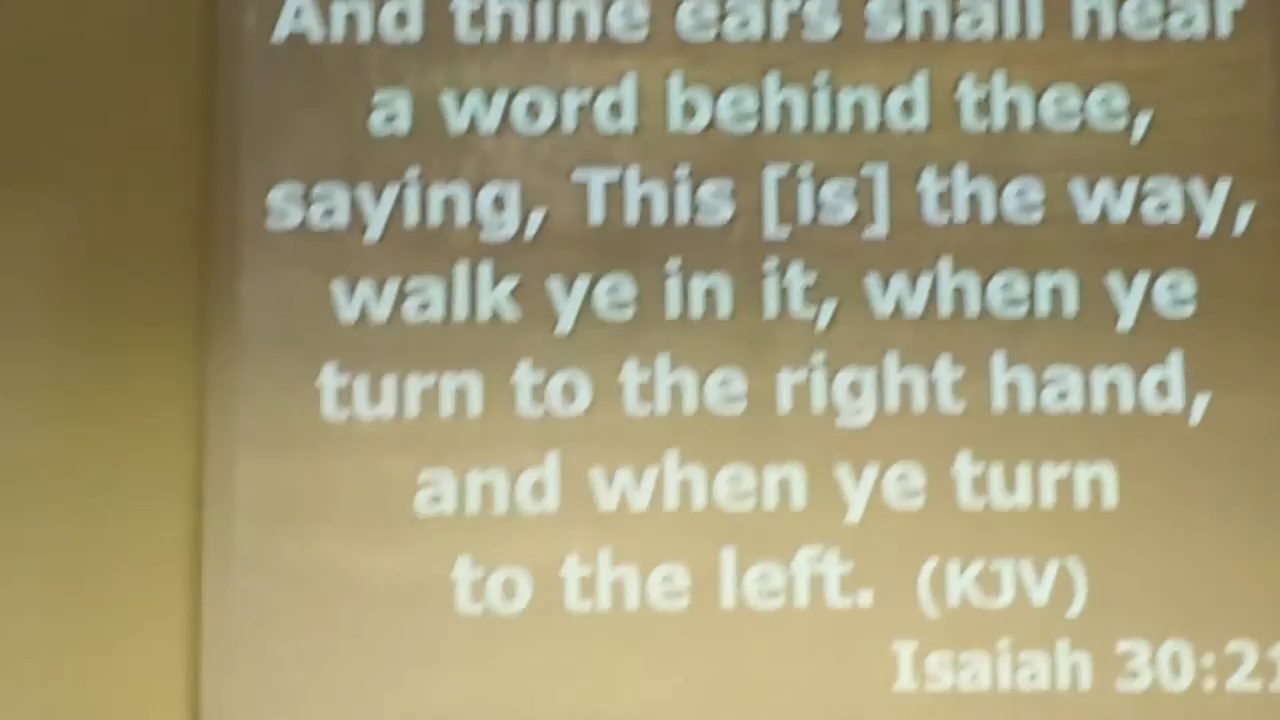 And thine ears shall hear
a word behind thee,
saying, This [is] the way,
walk ye in it, when ye
turn to the right hand,
and when ye turn
to the left. (KJV)
Isaiah 30:21